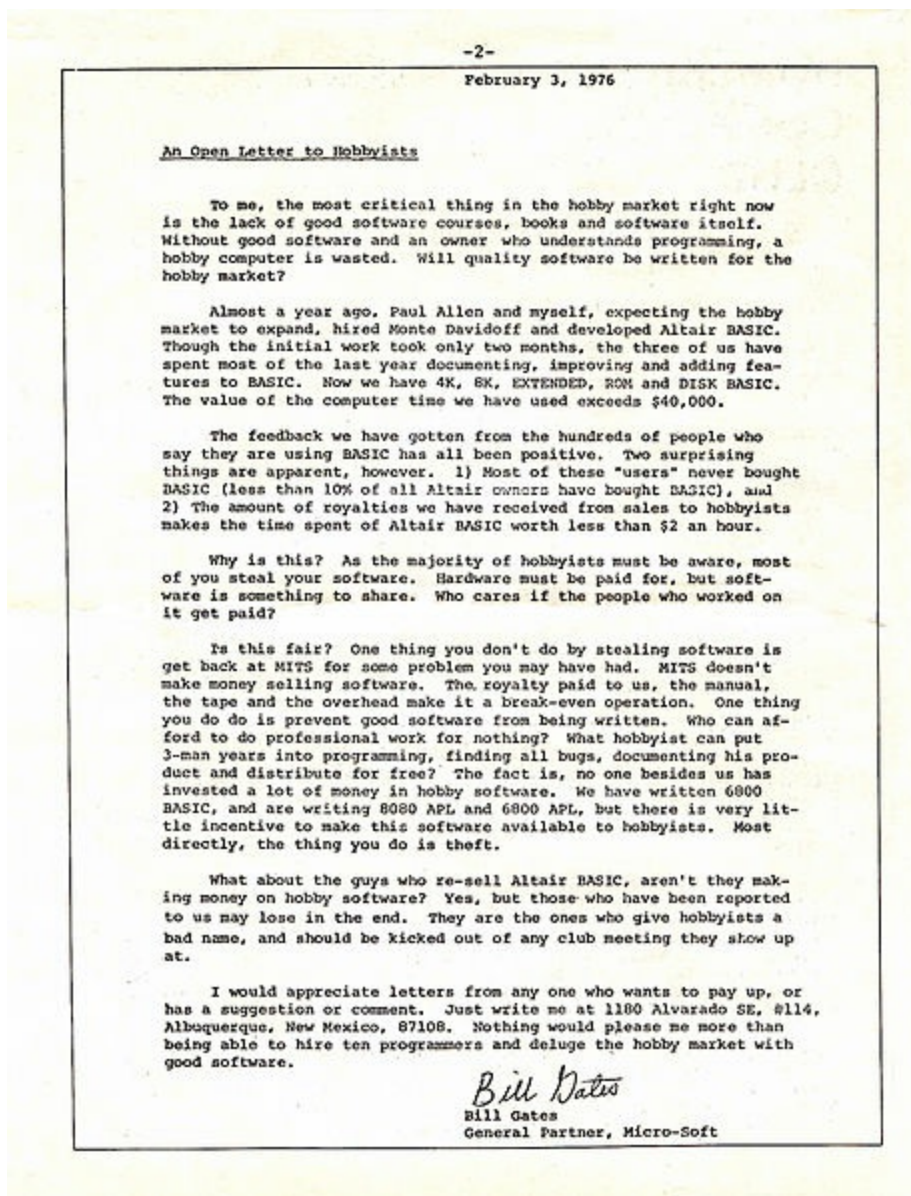 -2-
February 3, 1976
An Open Letter to Hobbyists
To me, the most critical thing in the hobby market right now
is the lack of good software courses, books and software itself.
Without good software and an owner who understands programming, a
hobby computer is wasted. Will quality software be written for the
hobby market?
Almost a year ago, Paul Allen and myself, expecting the hobby
market to expand, hired Monte Davidoff and developed Altair BASIC.
Though the initial work took only two months, the three of us have
spent most of the last year documenting, improving and adding fea-
tures to BASIC. Now we have 4K, 8K, EXTENDED, ROM and DISK BASIC.
The value of the computer time we have used exceeds $40,000.
The feedback we have gotten from the hundreds of people who
say they are using BASIC has all been positive. Two surprising
things are apparent, however. 1) Most of these "users" never bought
BASIC (less than 10% of all Altair owners have bought BASIC), and
2) The amount of royalties we have received from sales to hobbyists
makes the time spent of Altair BASIC worth less than $2 an hour.
Why is this? As the majority of hobbyists must be aware, most
of you steal your software. Hardware must be paid for, but soft-
ware is something to share. Who cares if the people who worked on
it get paid?
Is this fair? One thing you don't do by stealing software is
get back at MITS for some problem you may have had. MITS doesn't
make money selling software. The royalty paid to us, the manual,
the tape and the overhead make it a break-even operation. One thing
you do do is prevent good software from being written. Who can af-
ford to do professional work for nothing? What hobbyist can put
3-man years into programming, finding all bugs, documenting his pro-
duct and distribute for free? The fact is, no one besides us has
invested a lot of money in hobby software. We have written 6800
BASIC, and are writing 8080 APL and 6800 APL, but there is very lit-
tle incentive to make this software available to hobbyists. Most
directly, the thing you do is theft.
What about the guys who re-sell Altair BASIC, aren't they mak-
ing money on hobby software? Yes, but those who have been reported
to us may lose in the end. They are the ones who give hobbyists a
bad name, and should be kicked out of any club meeting they show up
at.
I would appreciate letters from any one who wants to pay up, or
has a suggestion or comment. Just write me at 1180 Alvarado SE, #114,
Albuquerque, New Mexico, 87108. Nothing would please me more than
being able to hire ten programmers and deluge the hobby market with
good software.
Bill Gates
Bill Gates
General Partner, Micro-Soft